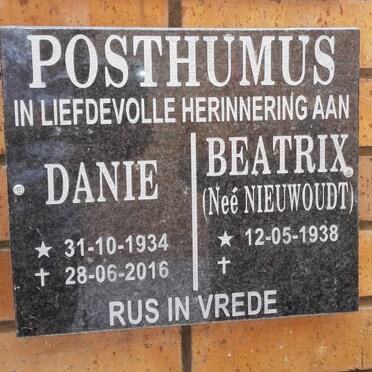 POSTHUMUS
IN LIEFDEVOLLE HERINNERING AAN
DANIE
★ 31-10-1934
✝ 28-06-2016
BEATRIX
(Neé NIEUWOUDT)
★ 12-05-1938
✝
RUS IN VREDE